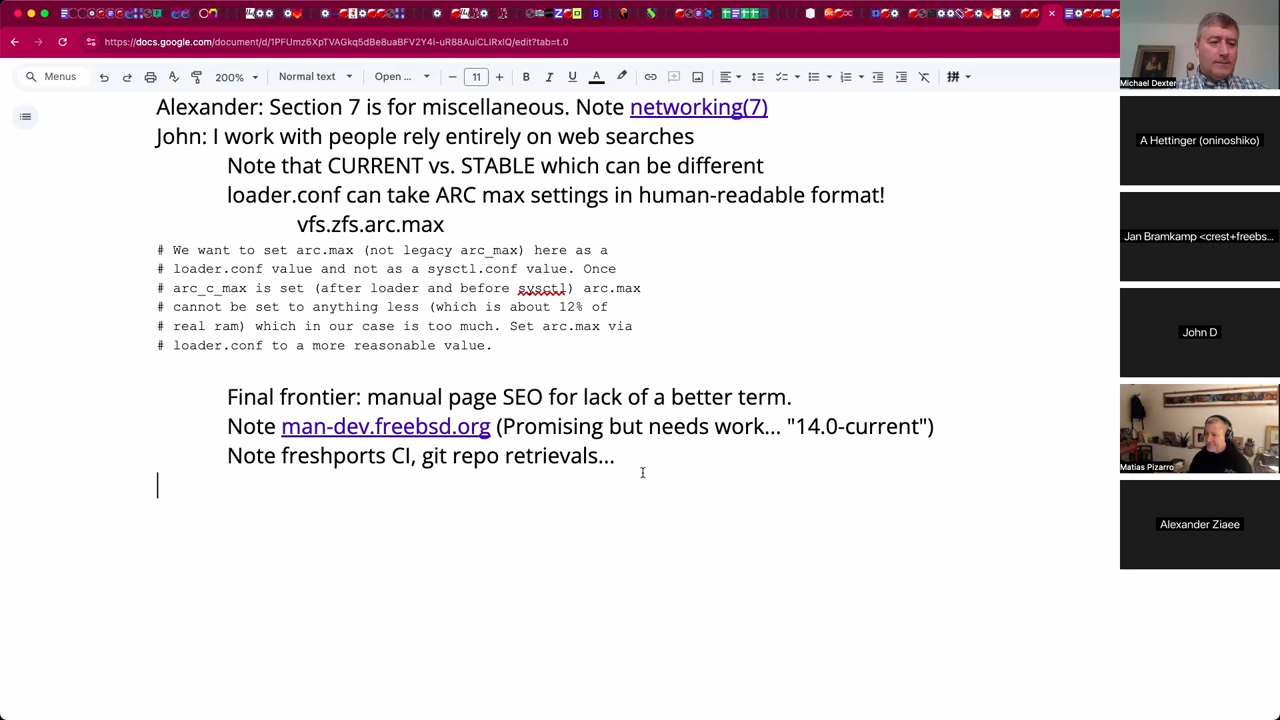 https://docs.google.com/document/d/1PFUmz6XpTVAGkq5dBe8uaBFV2Y4i-uR88AuiCLIRxIQ/edit?tab=t.0
Menus
200%
Normal text
Open ...
11
Alexander: Section 7 is for miscellaneous. Note networking(7)
John: I work with people rely entirely on web searches
Note that CURRENT vs. STABLE which can be different
loader.conf can take ARC max settings in human-readable format!
vfs.zfs.arc.max
# We want to set arc.max (not legacy arc_max) here as a
# loader.conf value and not as a sysctl.conf value. Once
# arc_c_max is set (after loader and before sysctl) arc.max
# cannot be set to anything less (which is about 12% of
# real ram) which in our case is too much. Set arc.max via
# loader.conf to a more reasonable value.
Final frontier: manual page SEO for lack of a better term.
Note man-dev.freebsd.org (Promising but needs work... "14.0-current")
Note freshports CI, git repo retrievals...
Michael Dexter
A Hettinger (oninoshiko)
Jan Bramkamp <crest+freebs...
John D
Matias Pizarro
Alexander Ziaee